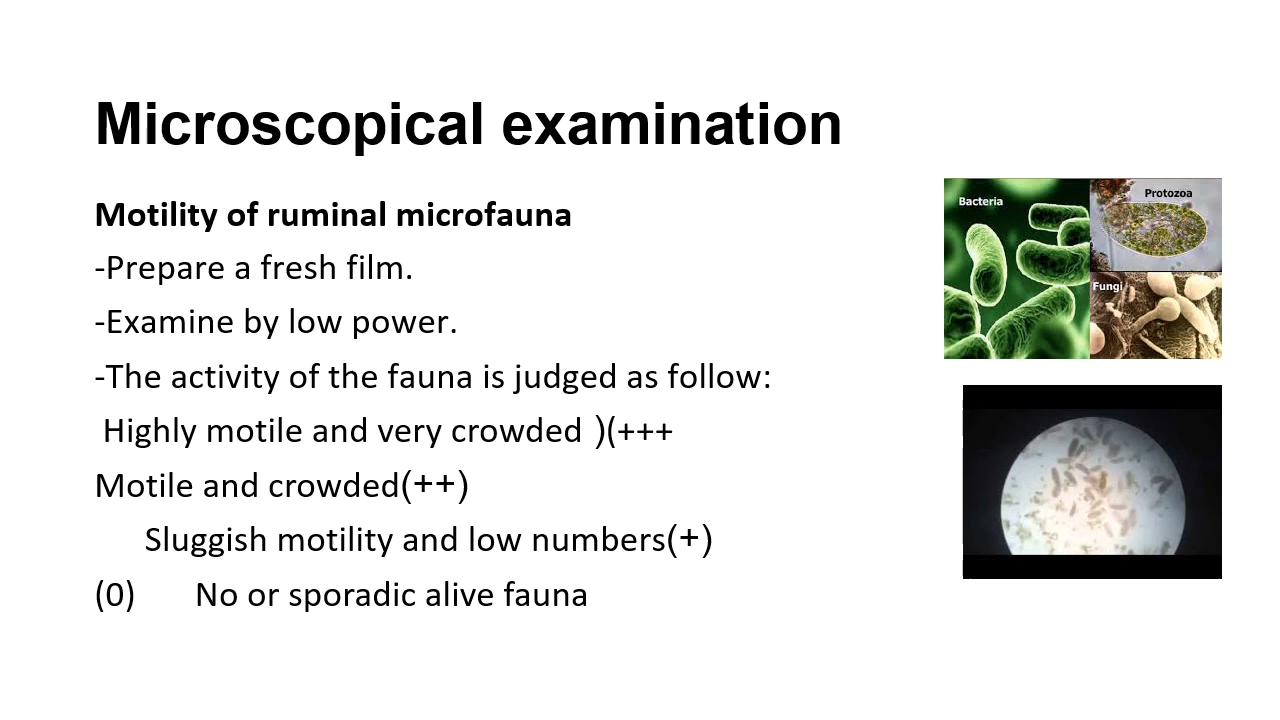 Microscopical examination
Motility of ruminal microfauna
-Prepare a fresh film.
-Examine by low power.
-The activity of the fauna is judged as follow:
Highly motile and very crowded )(+++
Motile and crowded(++)
Sluggish motility and low numbers(+)
(0) No or sporadic alive fauna
Bacteria
Protozoa
Fungi